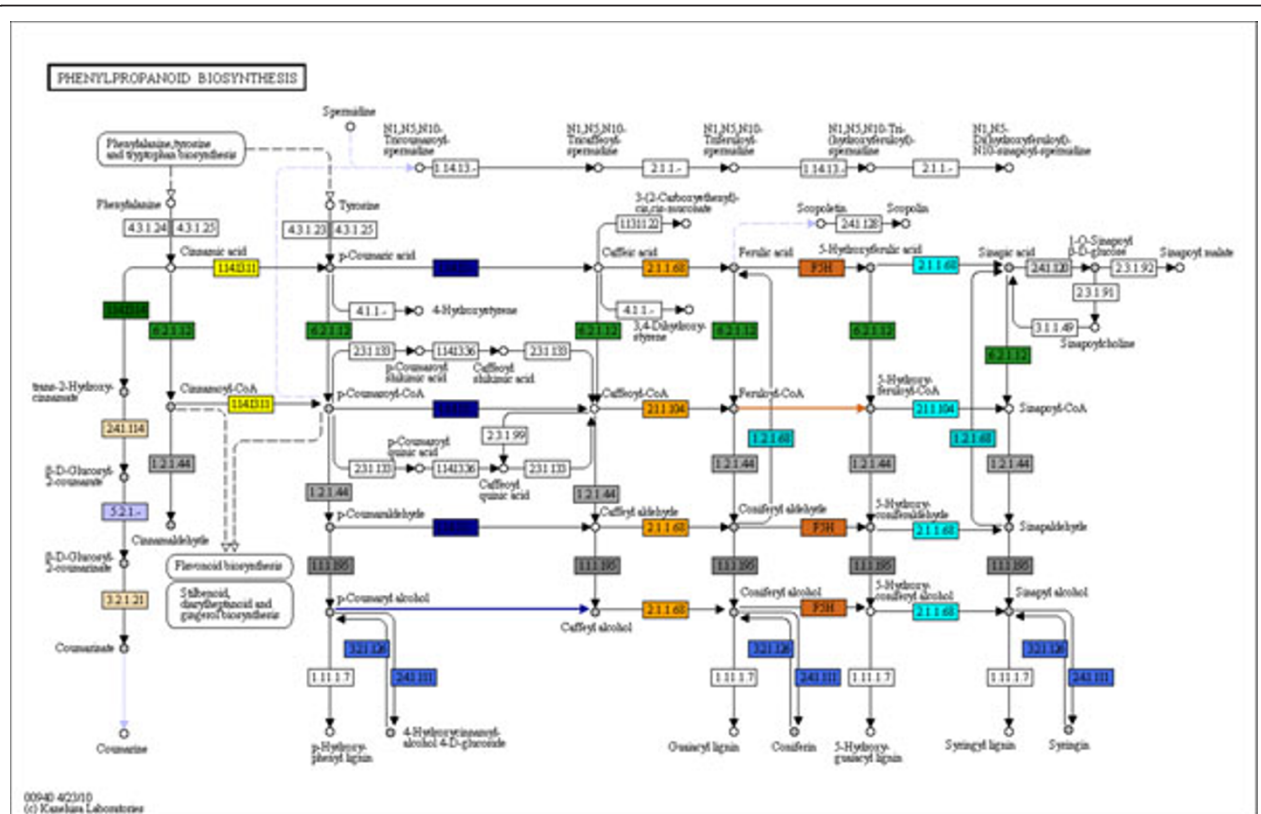 PHENYLPROPANOID BIOSYNTHESIS
Spermidine
Phenylalanine, tyrosine
and tryptophan biosynthesis
N1,N5,N10-
Tricoumaroyl-
spermidine
N1,N5,N10-
Tricaffeoyl-
spermidine
N1,N5,N10-
Triferuloyl-
spermidine
N1,N5,N10-Tri-
(hydroxyferuloyl)-
spermidine
N1,N5-
Di(hydroxyferuloyl)-
N10-sinapoyl-spermidine
1.14.13.-
2.1.1.-
1.14.13.-
2.1.1.-
Phenylalanine
Tyrosine
3-(2-Carboxyethenyl)-
cis,cis-muconate
Scopoletin
Scopolin
4.3.1.24
4.3.1.25
4.3.1.23
4.3.1.25
1.13.11.22
2.4.1.128
Cinnamic acid
p-Coumaric acid
Caffeic acid
Ferulic acid
5-Hydroxyferulic acid
Sinapic acid
1-O-Sinapoyl
β-D-glucose
Sinapoyl malate
1.14.13.11
2.1.1.68
F5H
2.1.1.68
2.4.1.120
2.3.1.92
2.3.1.91
1.14.13.14
4.1.1.-
4-Hydroxystyrene
4.1.1.-
3,4-Dihydroxy-
styrene
3.1.1.49
Sinapoylcholine
6.2.1.12
6.2.1.12
6.2.1.12
6.2.1.12
6.2.1.12
6.2.1.12
2.3.1.133
1.14.13.36
2.3.1.133
p-Coumaroyl
shikimic acid
Caffeoyl
shikimic acid
trans-2-Hydroxy-
cinnamate
Cinnamoyl-CoA
p-Coumaroyl-CoA
Caffeoyl-CoA
Feruloyl-CoA
5-Hydroxy-
feruloyl-CoA
Sinapoyl-CoA
1.14.13.11
2.1.1.104
2.1.1.104
2.4.1.114
2.3.1.99
1.2.1.68
1.2.1.68
p-Coumaroyl
quinic acid
Caffeoyl
quinic acid
2.3.1.133
1.14.13.36
2.3.1.133
β-D-Glucosyl-
2-coumarate
1.2.1.44
1.2.1.44
1.2.1.44
1.2.1.44
1.2.1.44
1.2.1.44
5.2.1.-
Cinnamaldehyde
p-Coumaraldehyde
Caffeyl aldehyde
Coniferyl aldehyde
5-Hydroxy-
coniferaldehyde
Sinapaldehyde
2.1.1.68
F5H
2.1.1.68
β-D-Glucosyl-
2-coumarinate
Flavonoid biosynthesis
1.1.1.195
1.1.1.195
1.1.1.195
1.1.1.195
1.1.1.195
Stilbenoid,
diarylheptanoid and
gingerol biosynthesis
3.2.1.21
p-Coumaryl alcohol
Caffeyl alcohol
Coniferyl alcohol
5-Hydroxy-
coniferyl alcohol
Sinapyl alcohol
2.1.1.68
F5H
2.1.1.68
Coumarinate
3.2.1.126
3.2.1.126
3.2.1.126
1.11.1.7
2.4.1.111
1.11.1.7
2.4.1.111
1.11.1.7
1.11.1.7
2.4.1.111
Coumarine
p-Hydroxy-
phenyl lignin
4-Hydroxycinnamyl-
alcohol 4-D-glucoside
Guaiacyl lignin
Coniferin
5-Hydroxy-
guaiacyl lignin
Syringyl lignin
Syringin
00940 4/23/10
(c) Kanehisa Laboratories